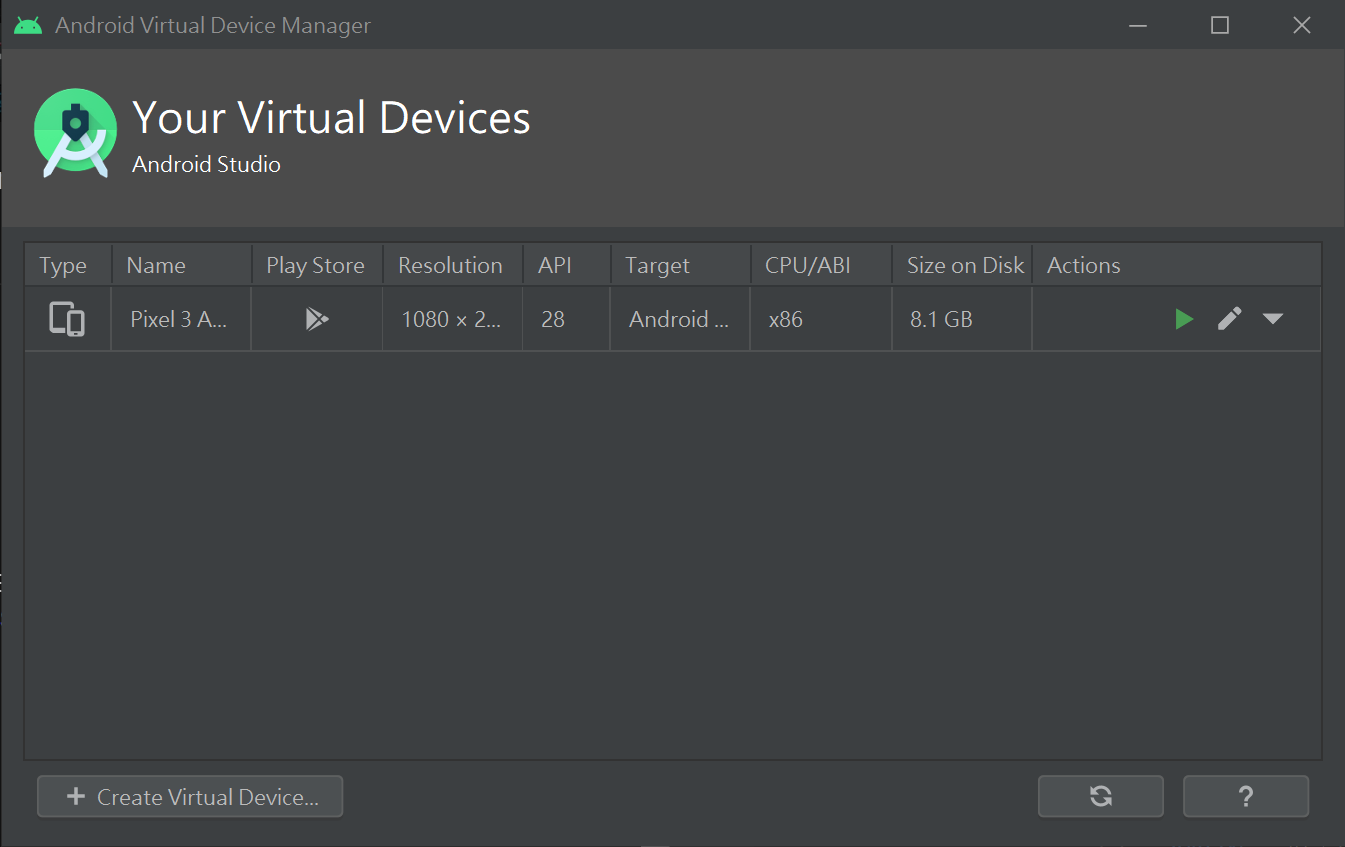 Android Virtual Device Manager
Your Virtual Devices
Android Studio
Type Name Play Store Resolution API Target CPU/ABI Size on Disk Actions
Pixel 3 A... 1080 × 2... 28 Android ... x86 8.1 GB
+ Create Virtual Device... ?